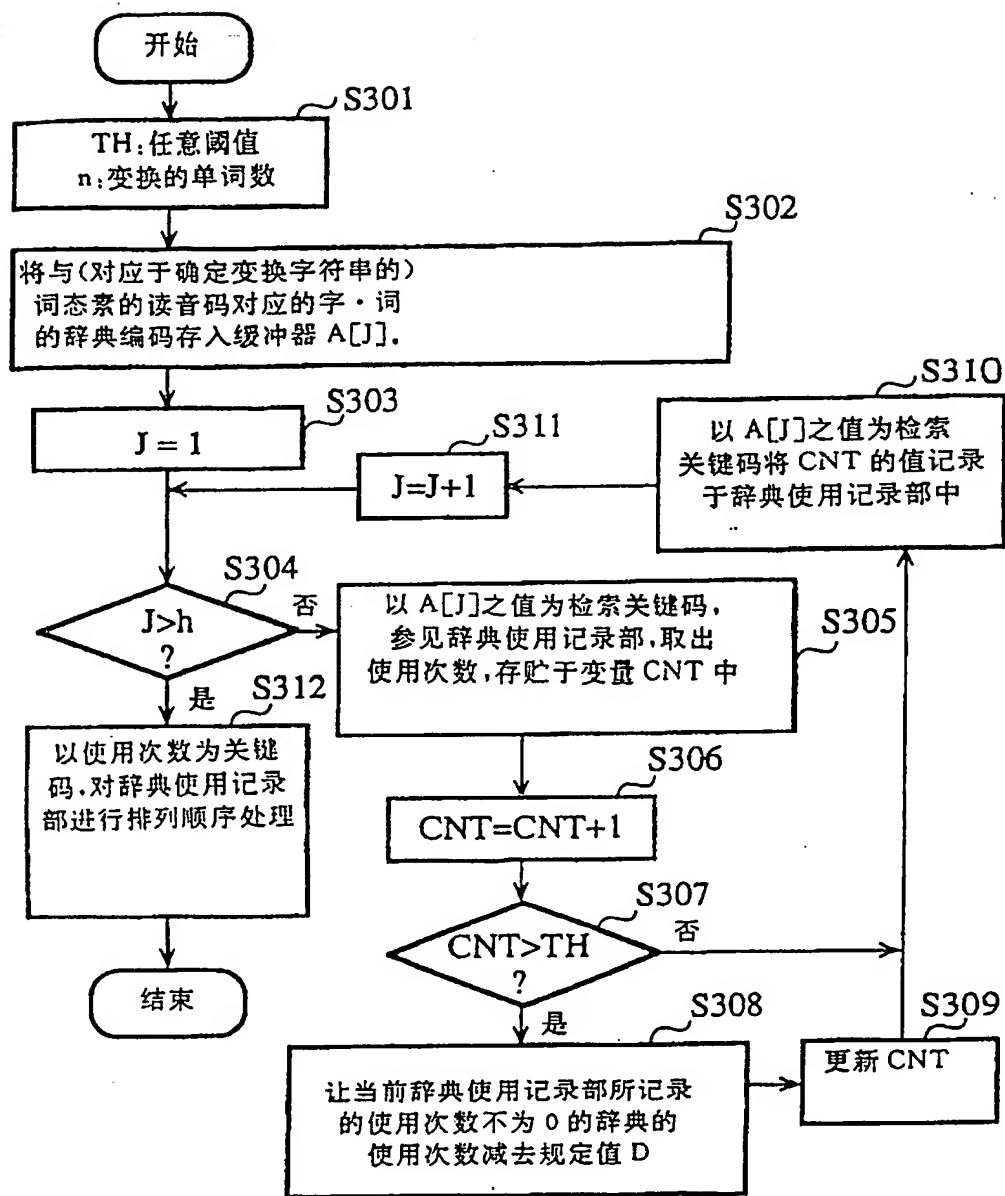 开始
S301
TH:任意阈值
n:变换的单词数
S302
将与(对应于确定变换字符串的)
词态素的读音码对应的字·词
的辞典编码存入缓冲器 A[J].
S303
J = 1
S311
J=J+1
S310
以 A[J]之值为检索
关键码将 CNT 的值记录
于辞典使用记录部中
S304
J>h
?
否
是
S305
以 A[J]之值为检索关键码,
参见辞典使用记录部,取出
使用次数,存贮于变量 CNT 中
S312
以使用次数为关键
码,对辞典使用记录
部进行排列顺序处理
结束
S306
CNT=CNT+1
S307
CNT>TH
?
否
是
S308
让当前辞典使用记录部所记录
的使用次数不为 0 的辞典的
使用次数减去规定值 D
S309
更新 CNT